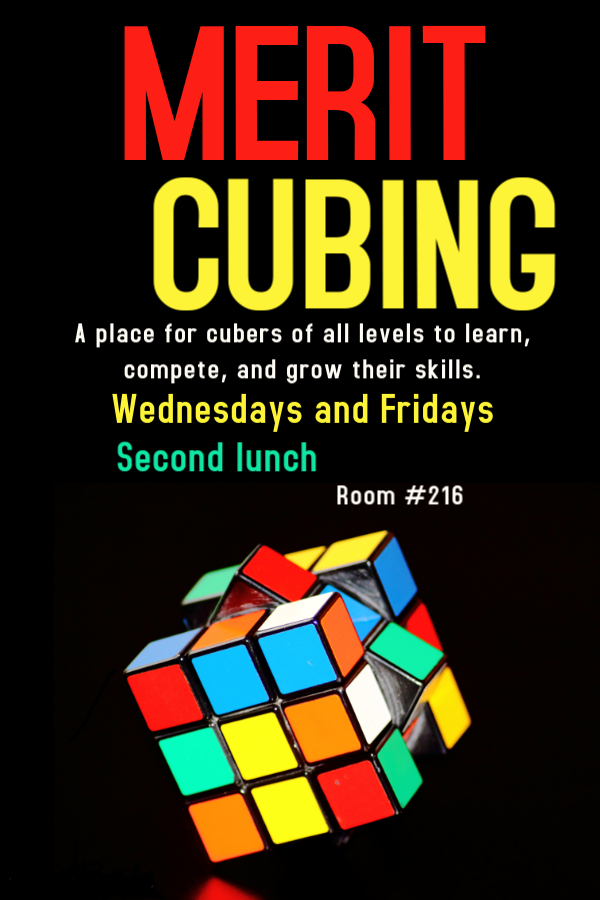 MERIT
CUBING
A place for cubers of all levels to learn,
compete, and grow their skills.
Wednesdays and Fridays
Second lunch
Room #216